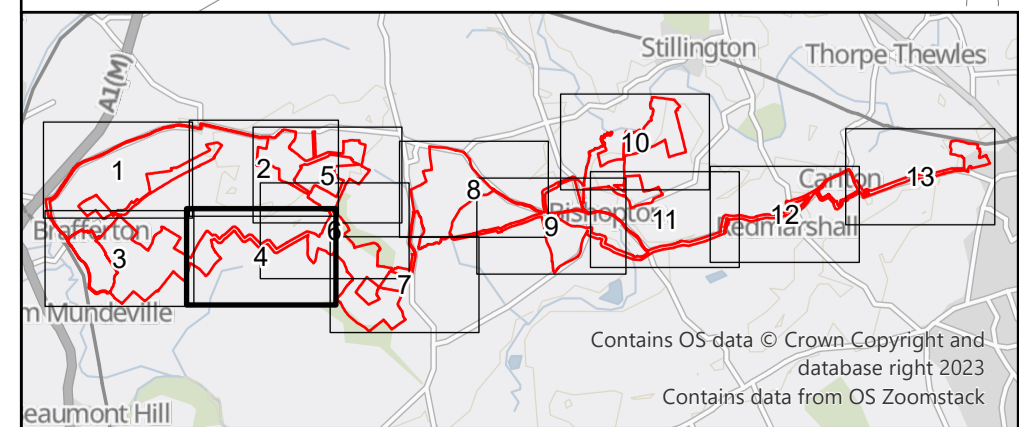 Stillington
Thorpe Thewles
A1(M)
1
2
5
10
Carlton
13
8
Brafferton
6
Bishopton
9
11
12
Redmarshall
3
4
7
m Mundeville
Contains OS data © Crown Copyright and
database right 2023
Contains data from OS Zoomstack
eaumont Hill